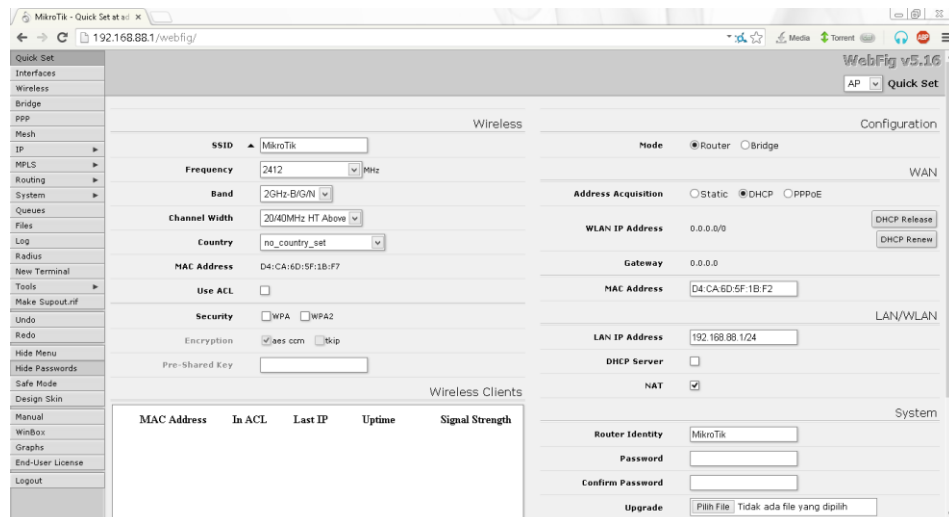 MikroTik - Quick Set at ad
192.168.88.1/webfig/
Media
Torrent
ABP
WebFig v5.16
AP Quick Set
Quick Set
Interfaces
Wireless
Bridge
PPP
Mesh
IP
MPLS
Routing
System
Queues
Files
Log
Radius
New Terminal
Tools
Make Supout.rif
Undo
Redo
Hide Menu
Hide Passwords
Safe Mode
Design Skin
Manual
WinBox
Graphs
End-User License
Logout
Wireless
SSID MikroTik
Frequency 2412 MHz
Band 2GHz-B/G/N
Channel Width 20/40MHz HT Above
Country no_country_set
MAC Address D4:CA:6D:5F:1B:F7
Use ACL
Security WPA WPA2
Encryption aes ccm tkip
Pre-Shared Key
Wireless Clients
MAC Address In ACL Last IP Uptime Signal Strength
Configuration
Mode Router Bridge
WAN
Address Acquisition Static DHCP PPPoE
WLAN IP Address 0.0.0.0/0 DHCP Release
DHCP Renew
Gateway 0.0.0.0
MAC Address D4:CA:6D:5F:1B:F2
LAN/WLAN
LAN IP Address 192.168.88.1/24
DHCP Server
NAT
System
Router Identity MikroTik
Password
Confirm Password
Upgrade Pilih File Tidak ada file yang dipilih